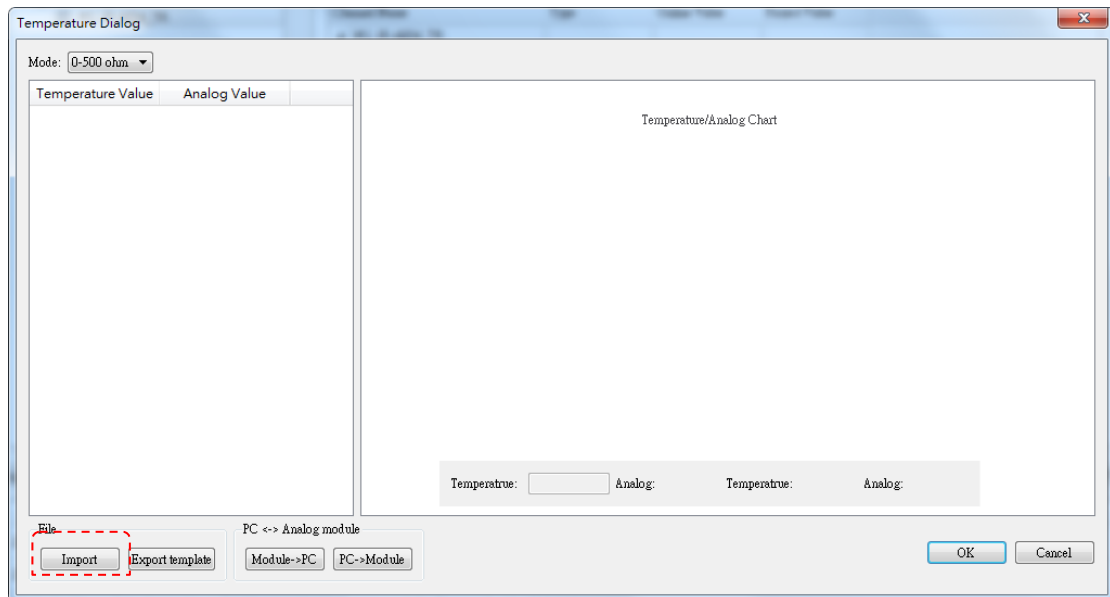 Temperature Dialog
Mode: 0-500 ohm
Temperature Value Analog Value
Temperature/Analog Chart
Temperatrue: Analog: Temperatrue: Analog:
File PC <-> Analog module
Import Export template Module->PC PC->Module OK Cancel